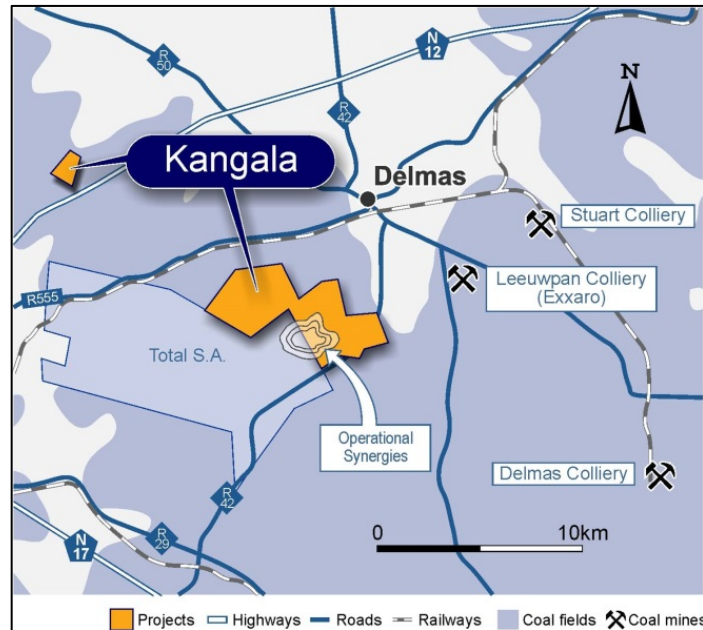 R
50
N
12
R
42
N
Kangala
Delmas
Stuart Colliery
Leeuwpan Colliery
(Exxaro)
R555
Total S.A.
Operational
Synergies
Delmas Colliery
R
42
0 10km
N
17
R
29
Projects Highways Roads Railways Coal fields Coal mines